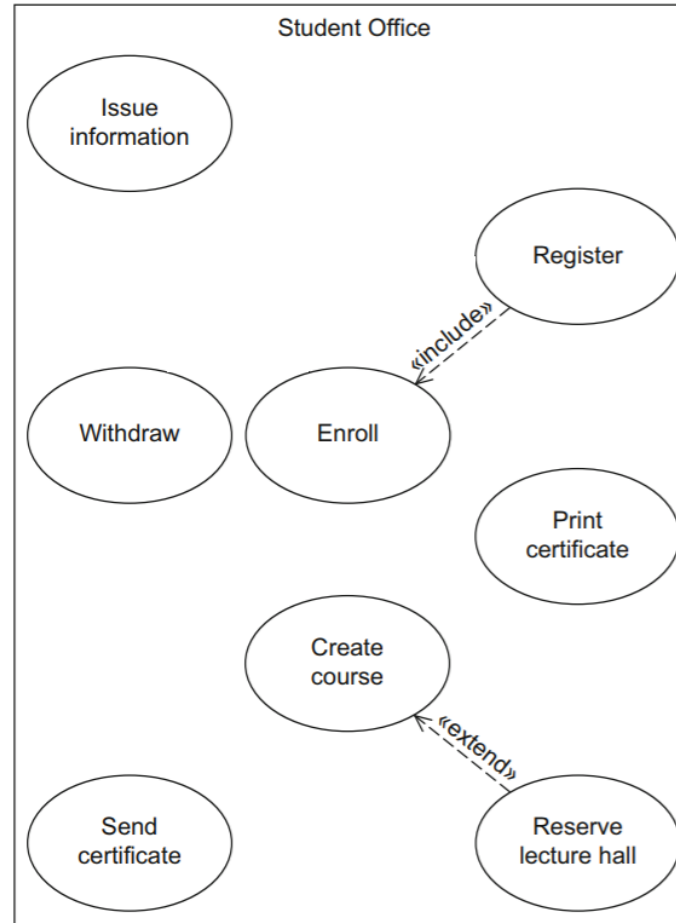 Student Office
Issue
information
Register
«include»
Withdraw
Enroll
Print
certificate
Create
course
«extend»
Send
certificate
Reserve
lecture hall